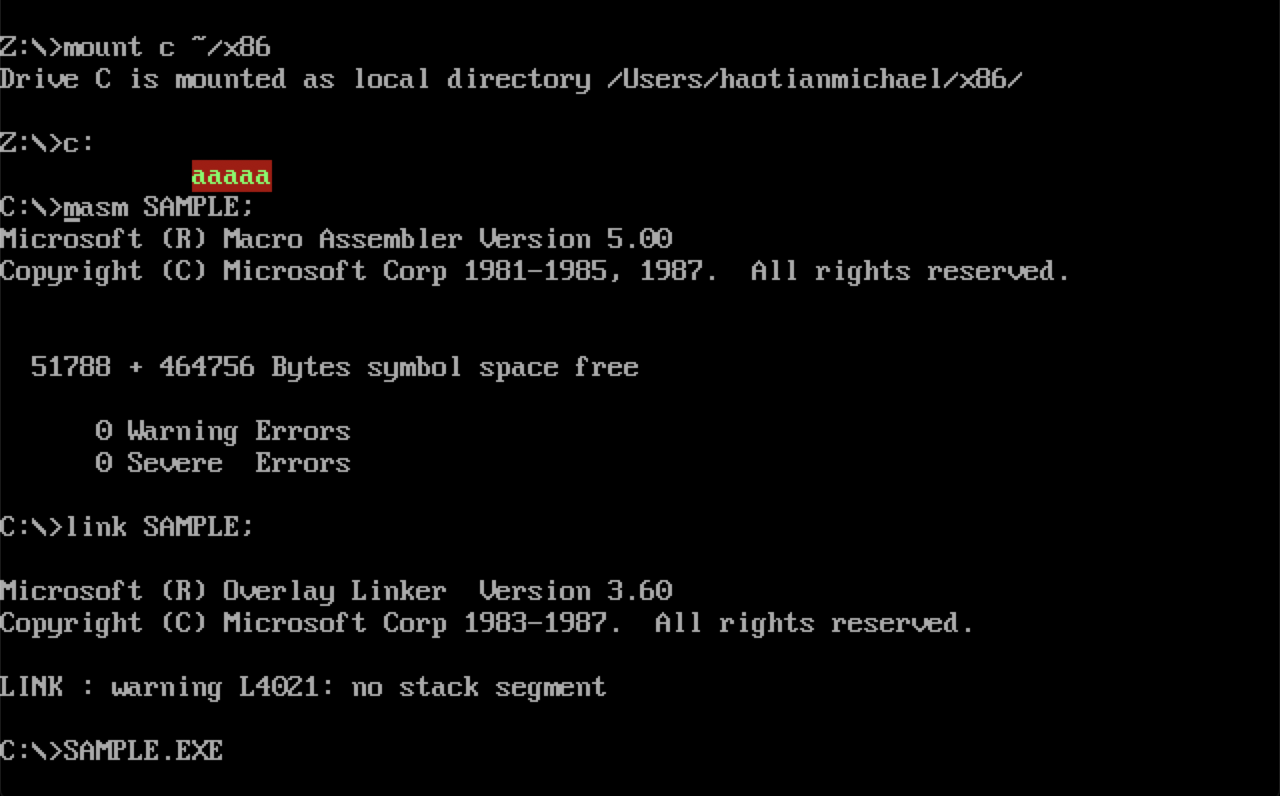 Z:\>mount c ~/x86
Drive C is mounted as local directory /Users/haotianmichael/x86/
Z:\>c:
aaaaa
C:\>masm SAMPLE;
Microsoft (R) Macro Assembler Version 5.00
Copyright (C) Microsoft Corp 1981-1985, 1987.  All rights reserved.
51788 + 464756 Bytes symbol space free
0 Warning Errors
0 Severe  Errors
C:\>link SAMPLE;
Microsoft (R) Overlay Linker  Version 3.60
Copyright (C) Microsoft Corp 1983-1987.  All rights reserved.
LINK : warning L4021: no stack segment
C:\>SAMPLE.EXE